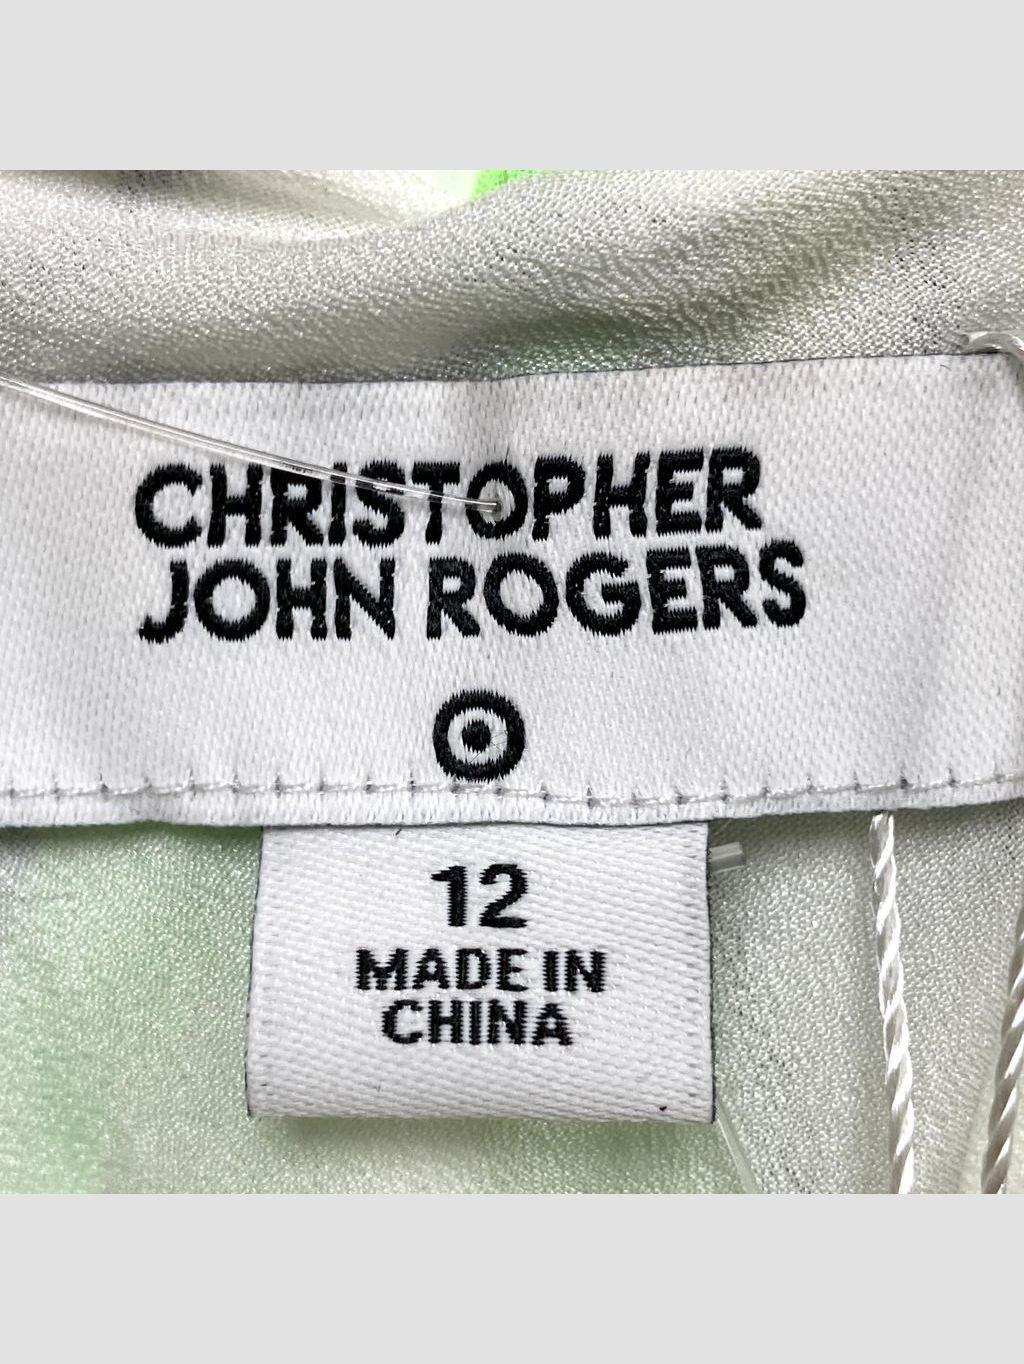 CHRISTOPHER
JOHN ROGERS
12
MADE IN
CHINA